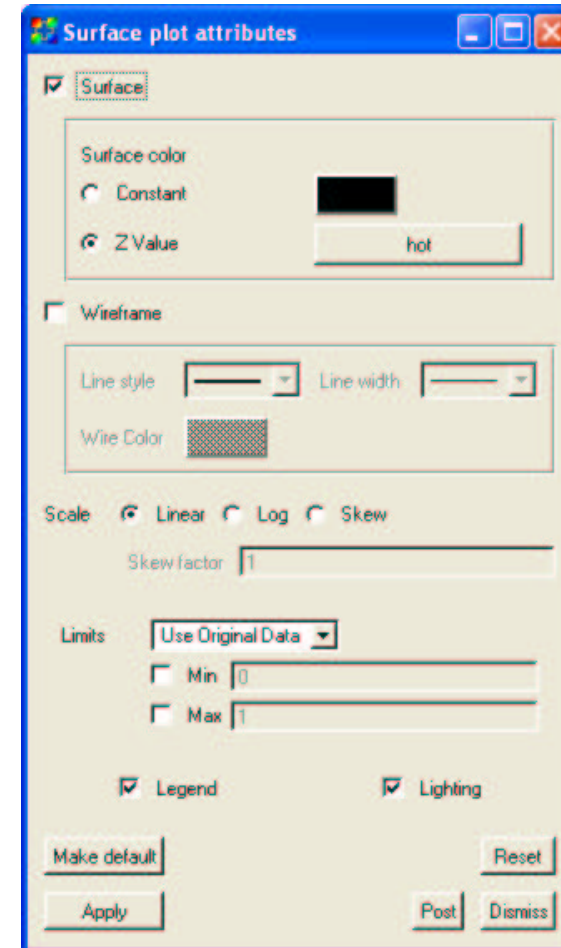 Surface plot attributes
Surface
Surface color
Constant
Z Value hot
Wireframe
Line style Line width
Wire Color
Scale Linear Log Skew
Skew factor 1
Limits Use Original Data
Min 0
Max 1
Legend Lighting
Make default Reset
Apply Post Dismiss